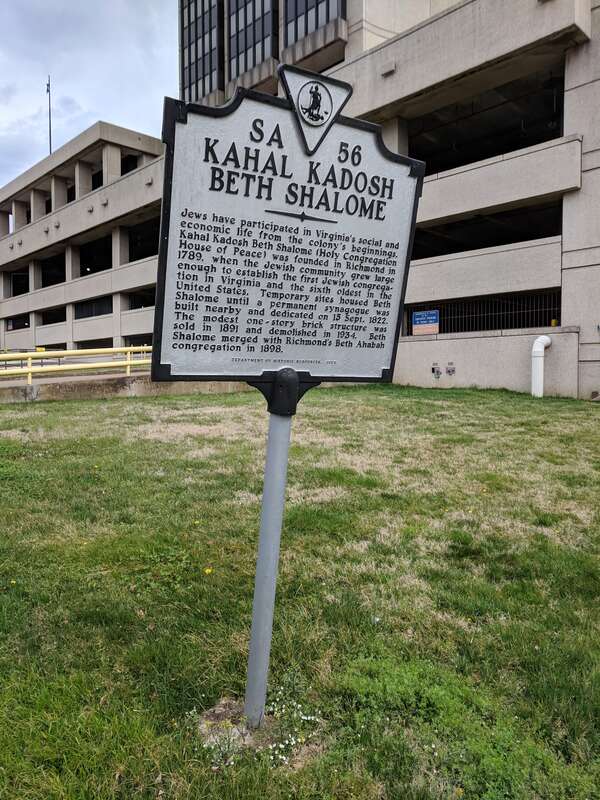 SA 56
KAHAL KADOSH
BETH SHALOME
Jews have participated in Virginia's social and
economic life from the colony's beginnings.
Kahal Kadosh Beth Shalome (Holy Congregation
House of Peace) was founded in Richmond in
1789, when the Jewish community grew large
enough to establish the first Jewish congrega-
tion in Virginia and the sixth oldest in the
United States. Temporary sites housed Beth
Shalome until a permanent synagogue was
built nearby and dedicated on 15 Sept. 1822.
The modest one-story brick structure was
sold in 1891 and demolished in 1934. Beth
Shalome merged with Richmond's Beth Ahabah
congregation in 1898.
DEPARTMENT OF HISTORIC RESOURCES,